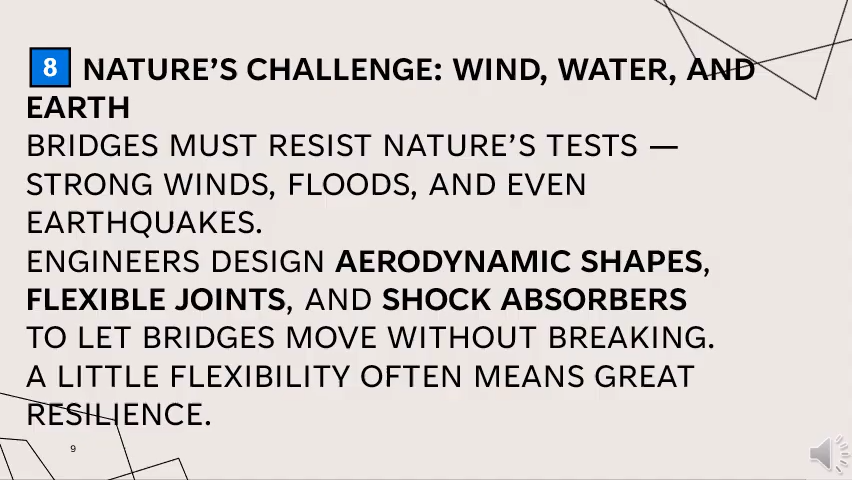 8 NATURE’S CHALLENGE: WIND, WATER, AND
EARTH
BRIDGES MUST RESIST NATURE’S TESTS —
STRONG WINDS, FLOODS, AND EVEN
EARTHQUAKES.
ENGINEERS DESIGN AERODYNAMIC SHAPES,
FLEXIBLE JOINTS, AND SHOCK ABSORBERS
TO LET BRIDGES MOVE WITHOUT BREAKING.
A LITTLE FLEXIBILITY OFTEN MEANS GREAT
RESILIENCE.
9